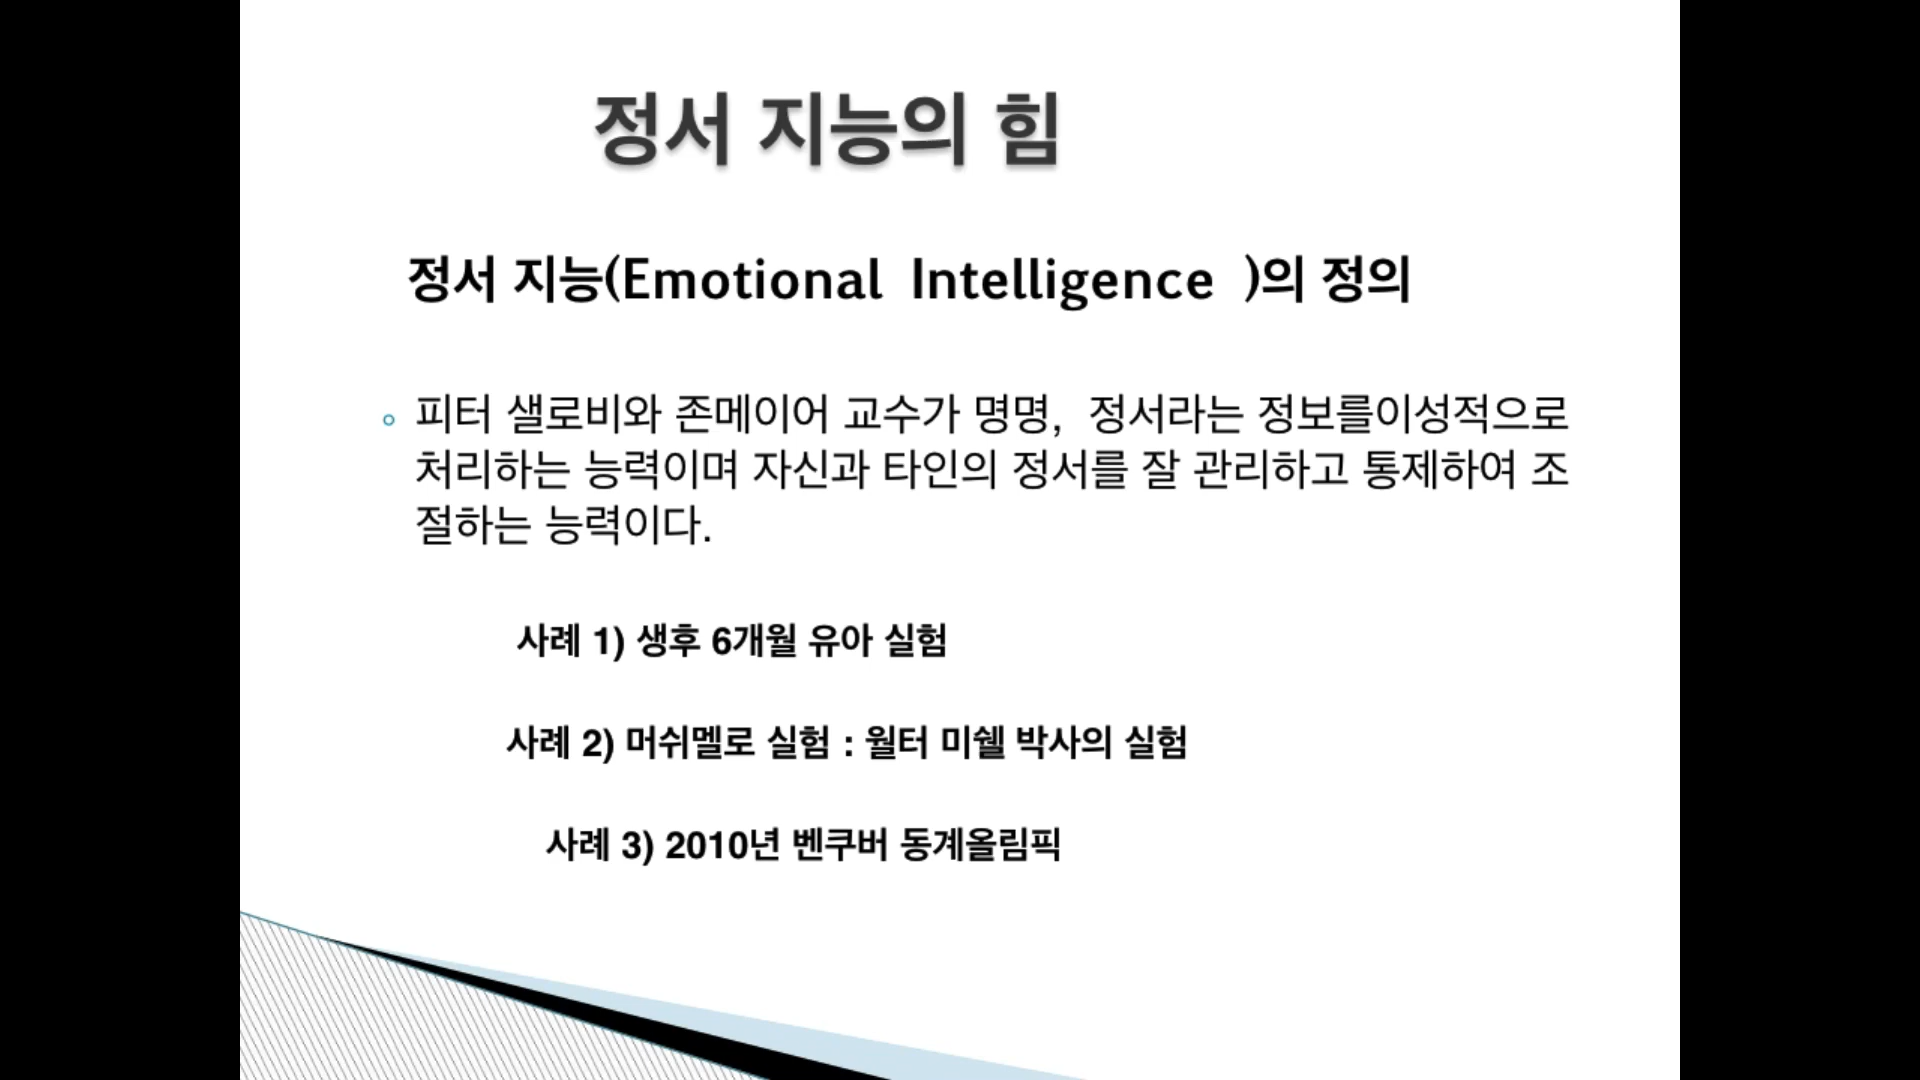 정서 지능의 힘
정서 지능(Emotional Intelligence )의 정의
피터 샐로비와 존메이어 교수가 명명, 정서라는 정보를이성적으로
처리하는 능력이며 자신과 타인의 정서를 잘 관리하고 통제하여 조
절하는 능력이다.
사례 1) 생후 6개월 유아 실험
사례 2) 머쉬멜로 실험 : 월터 미쉘 박사의 실험
사례 3) 2010년 벤쿠버 동계올림픽